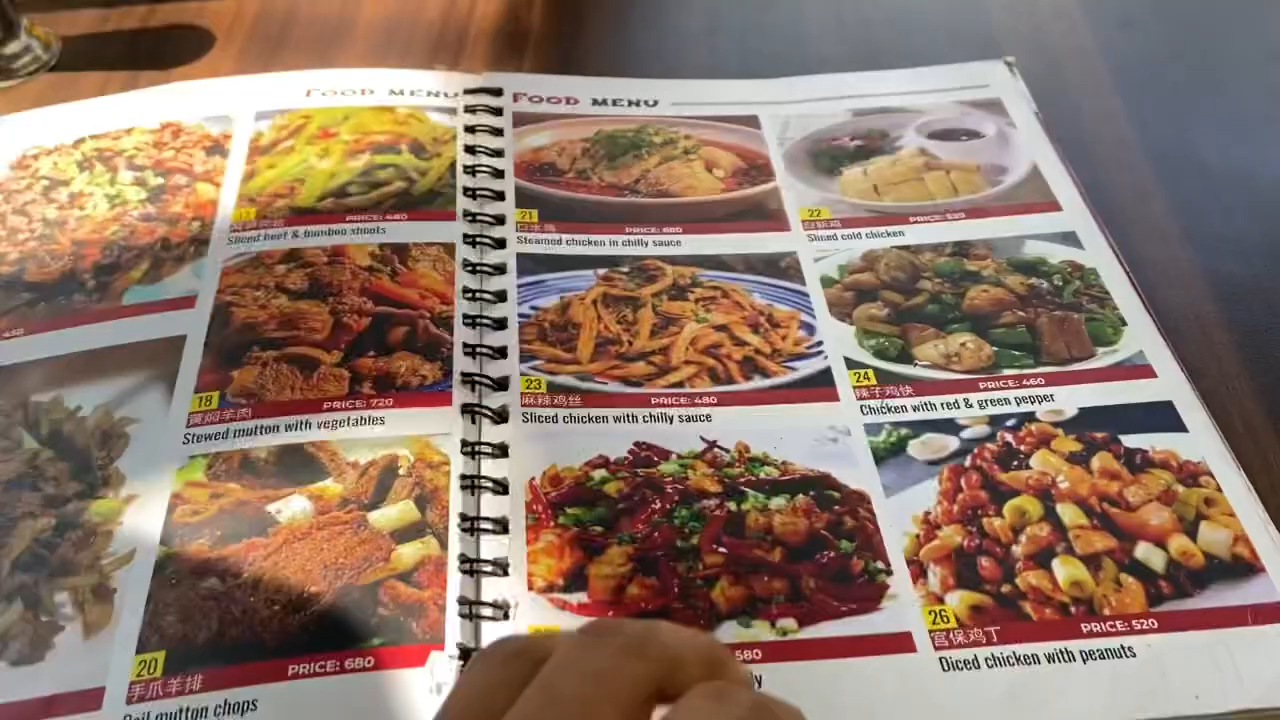 FOOD MENU
PRICE: 480
Sliced beef & bamboo shoots
18
PRICE: 720
黄焖羊肉
Stewed mutton with vegetables
20
PRICE: 680
手爪羊排
mutton chops
FOOD MENU
21
PRICE: 680
口水鸡
Steamed chicken in chilly sauce
22
Sliced cold chicken
23
PRICE: 480
麻辣鸡丝
Sliced chicken with chilly sauce
24
PRICE: 460
辣子鸡快
Chicken with red & green pepper
580
26
PRICE: 520
宫保鸡丁
Diced chicken with peanuts